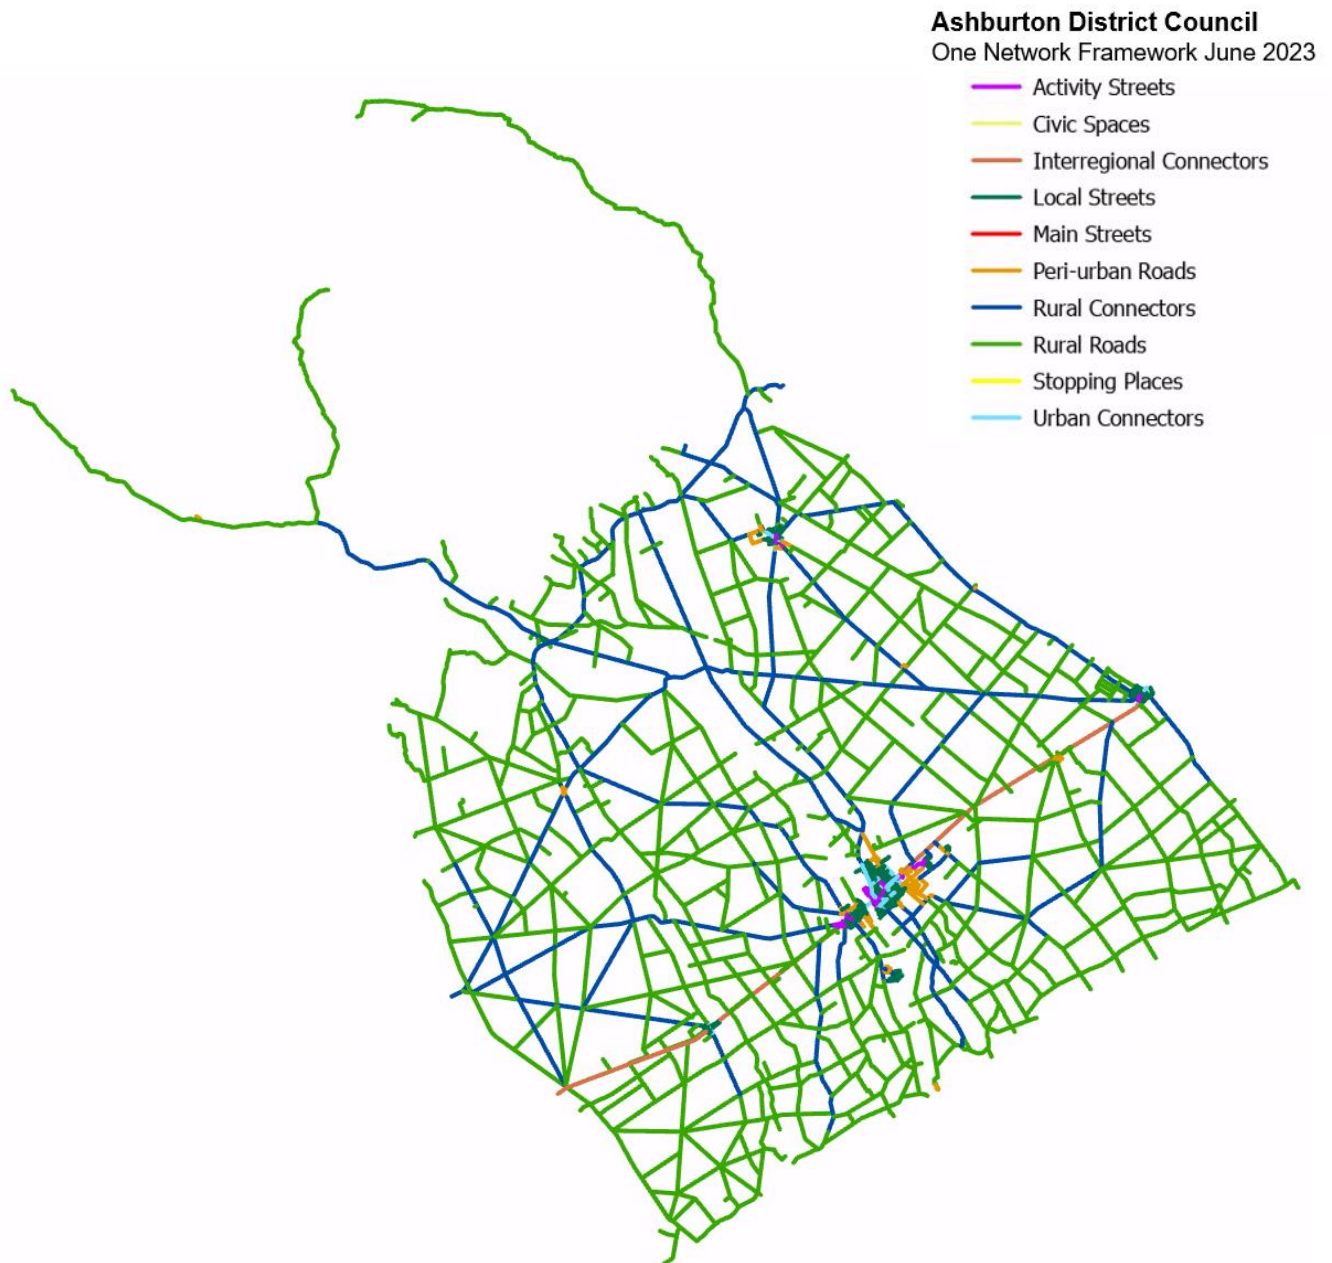 Ashburton District Council
One Network Framework June 2023
Activity Streets
Civic Spaces
Interregional Connectors
Local Streets
Main Streets
Peri-urban Roads
Rural Connectors
Rural Roads
Stopping Places
Urban Connectors